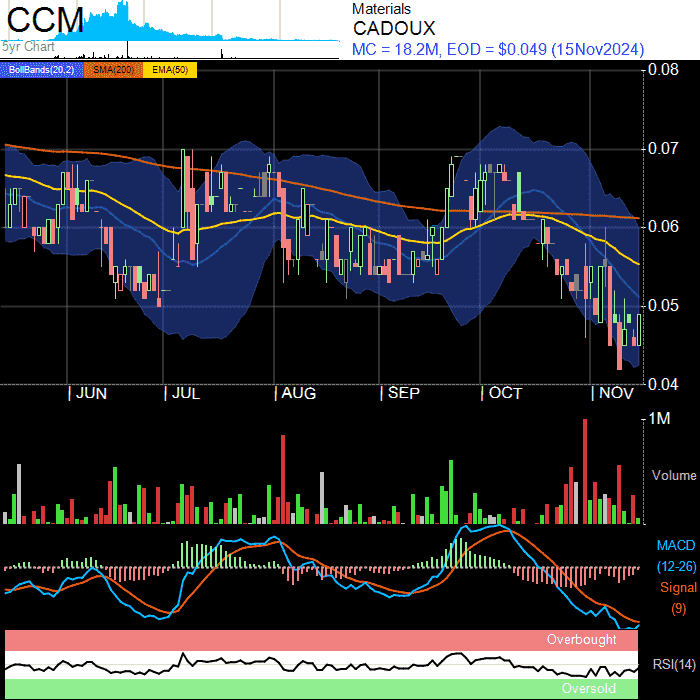 CCM
5yr Chart
Materials
CADOUX
MC = 18.2M, EOD = $0.049 (15Nov2024)
BollBands(20,2) SMA(200) EMA(50)
0.08
0.07
0.06
0.05
0.04
JUN JUL AUG SEP OCT NOV
1M
Volume
MACD
(12-26)
Signal
(9)
Overbought
RSI(14)
Oversold